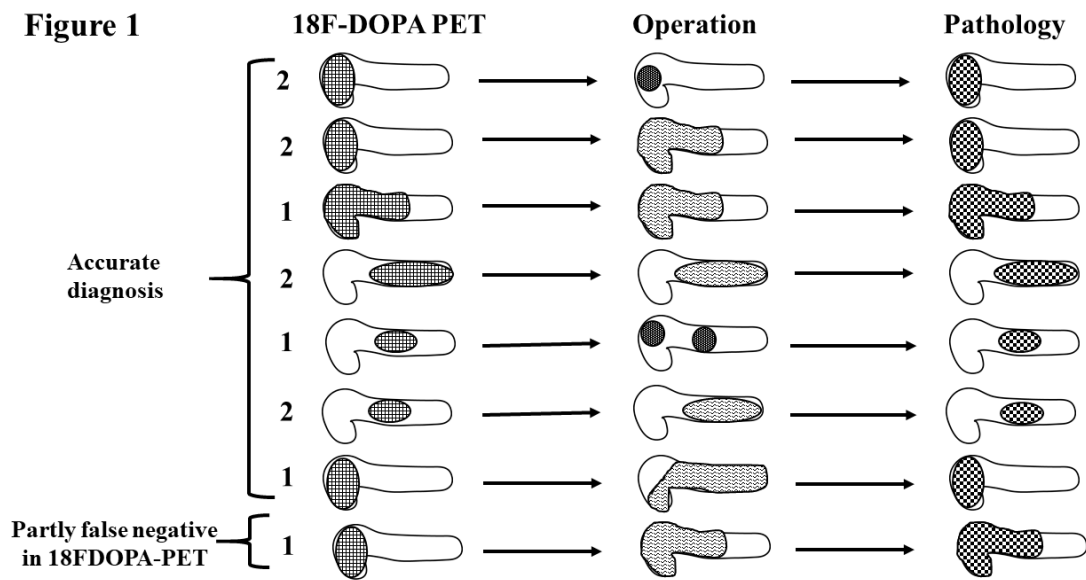 Figure 1
18F-DOPA PET
Operation
Pathology
2
2
1
2
1
2
1
Accurate
diagnosis
Partly false negative
in 18FDOPA-PET
1